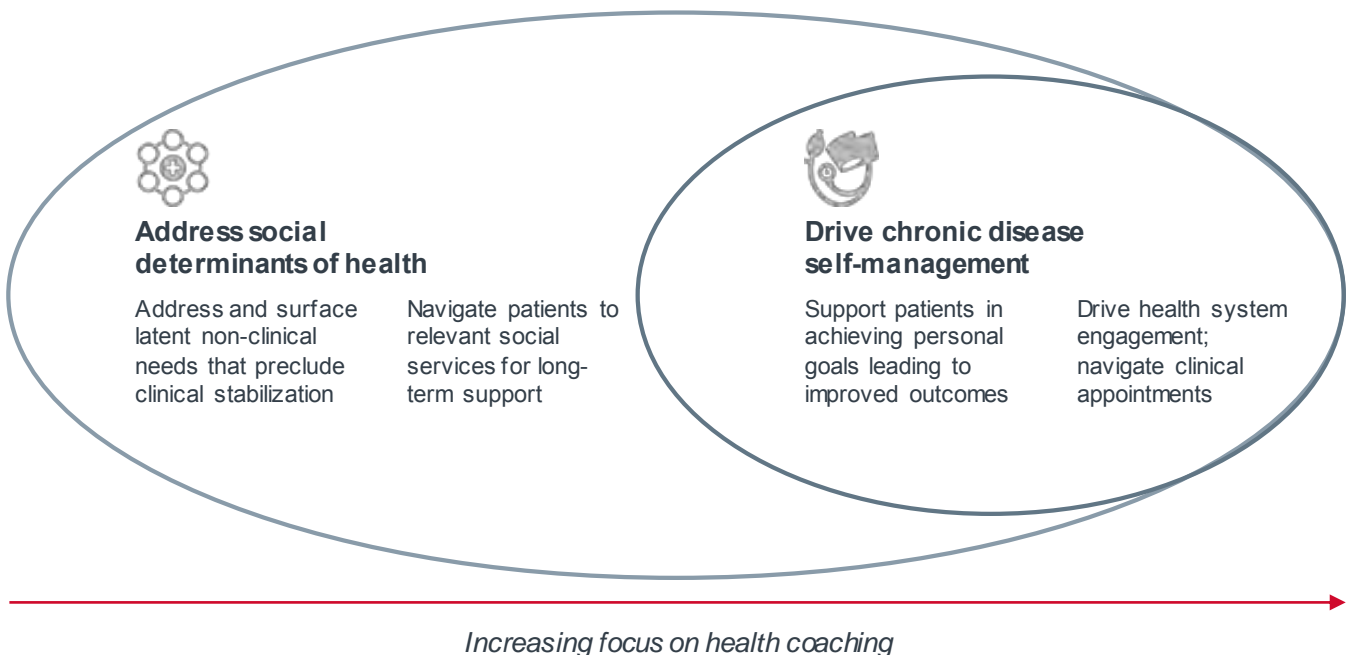 Address social
determinants of health
Address and surface
latent non-clinical
needs that preclude
clinical stabilization
Navigate patients to
relevant social
services for long-
term support
Drive chronic disease
self-management
Support patients in
achieving personal
goals leading to
improved outcomes
Drive health system
engagement;
navigate clinical
appointments
Increasing focus on health coaching